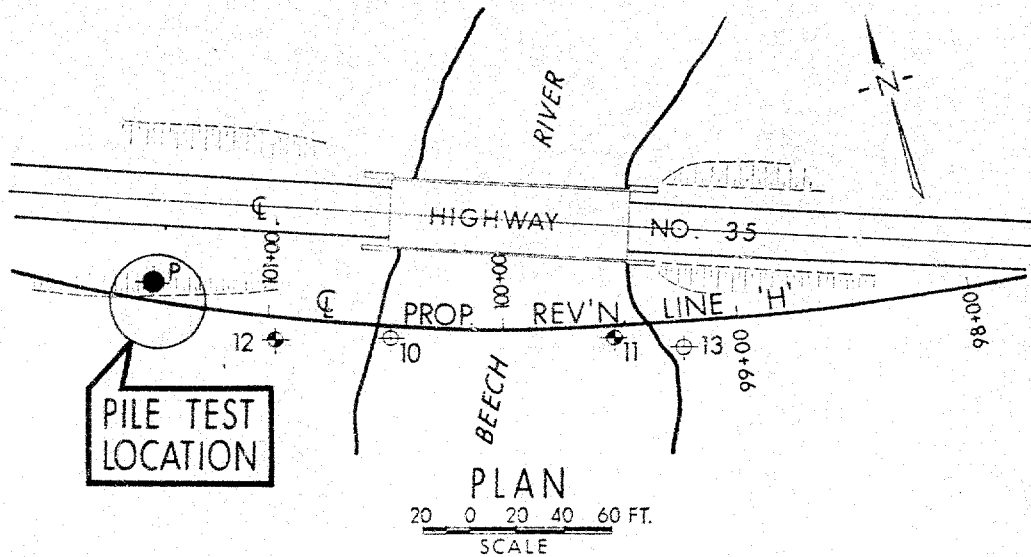 RIVER
N
HIGHWAY NO. 35
℄
101+00
100+00
P
℄ PROP. REV'N LINE 'H'
98+00
12
10
11
13
99+00
BEECH
PILE TEST
LOCATION
PLAN
20 0 20 40 60 FT.
SCALE